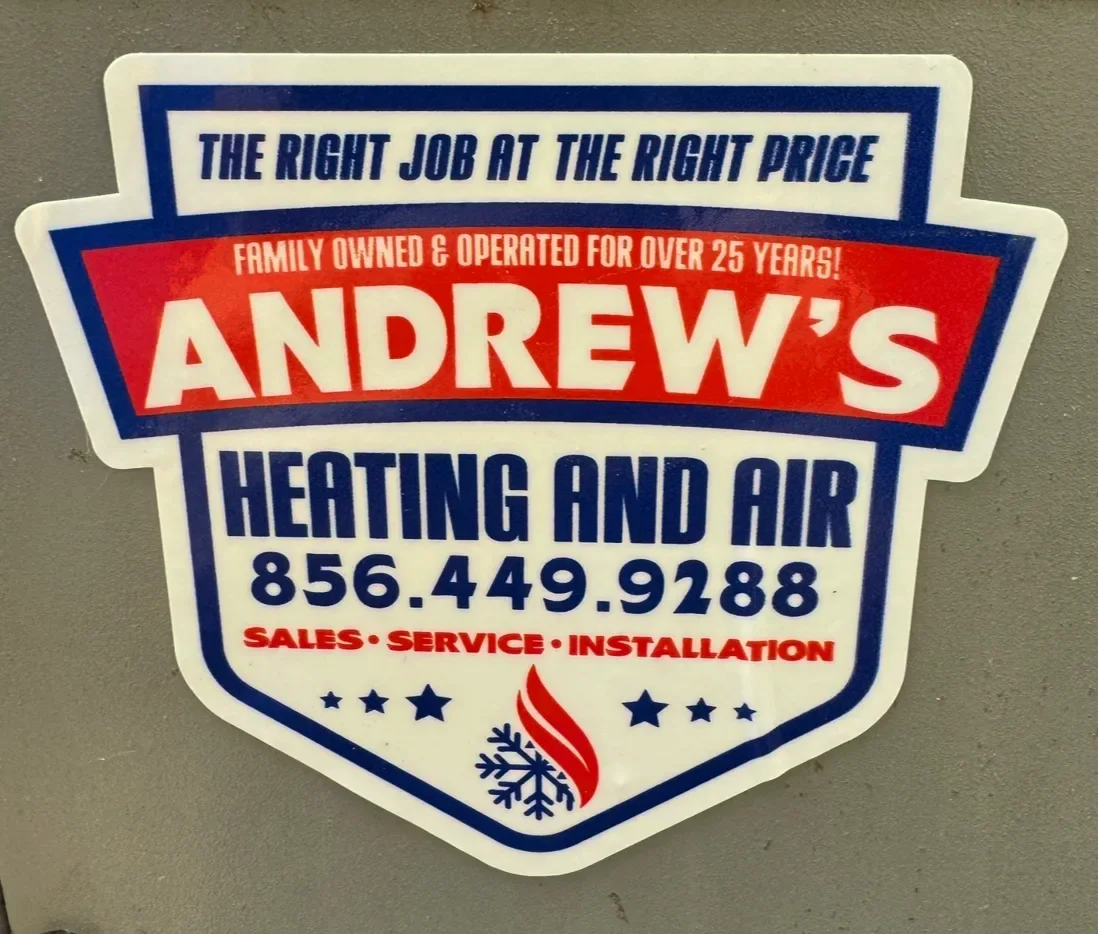 THE RIGHT JOB AT THE RIGHT PRICE
FAMILY OWNED & OPERATED FOR OVER 25 YEARS!
ANDREW'S
HEATING AND AIR
856.449.9288
SALES • SERVICE • INSTALLATION